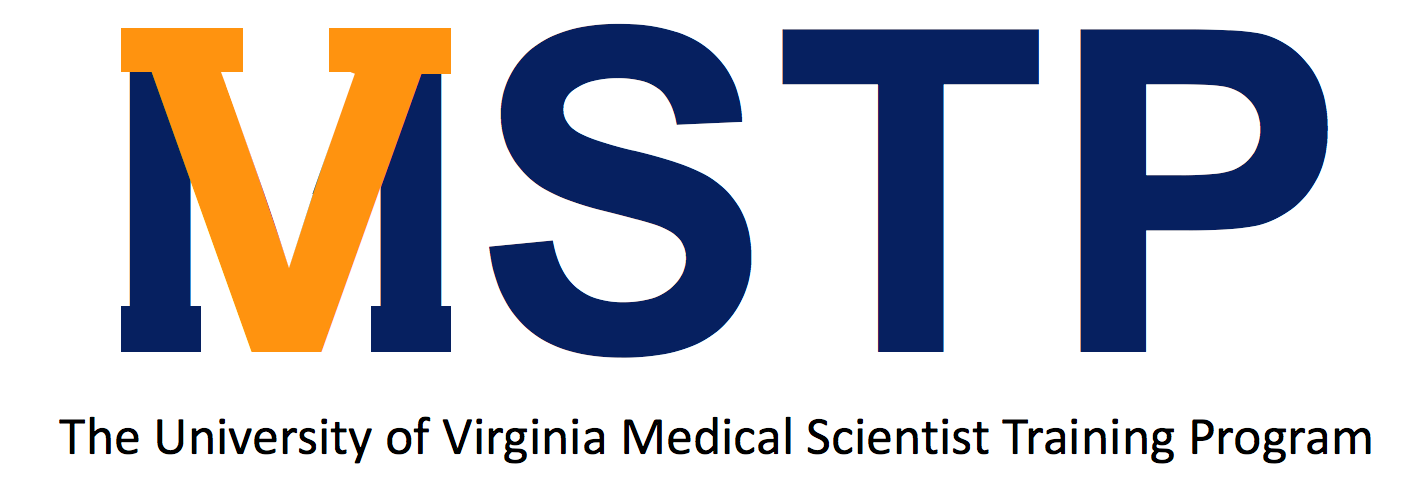 MSTP
The University of Virginia Medical Scientist Training Program